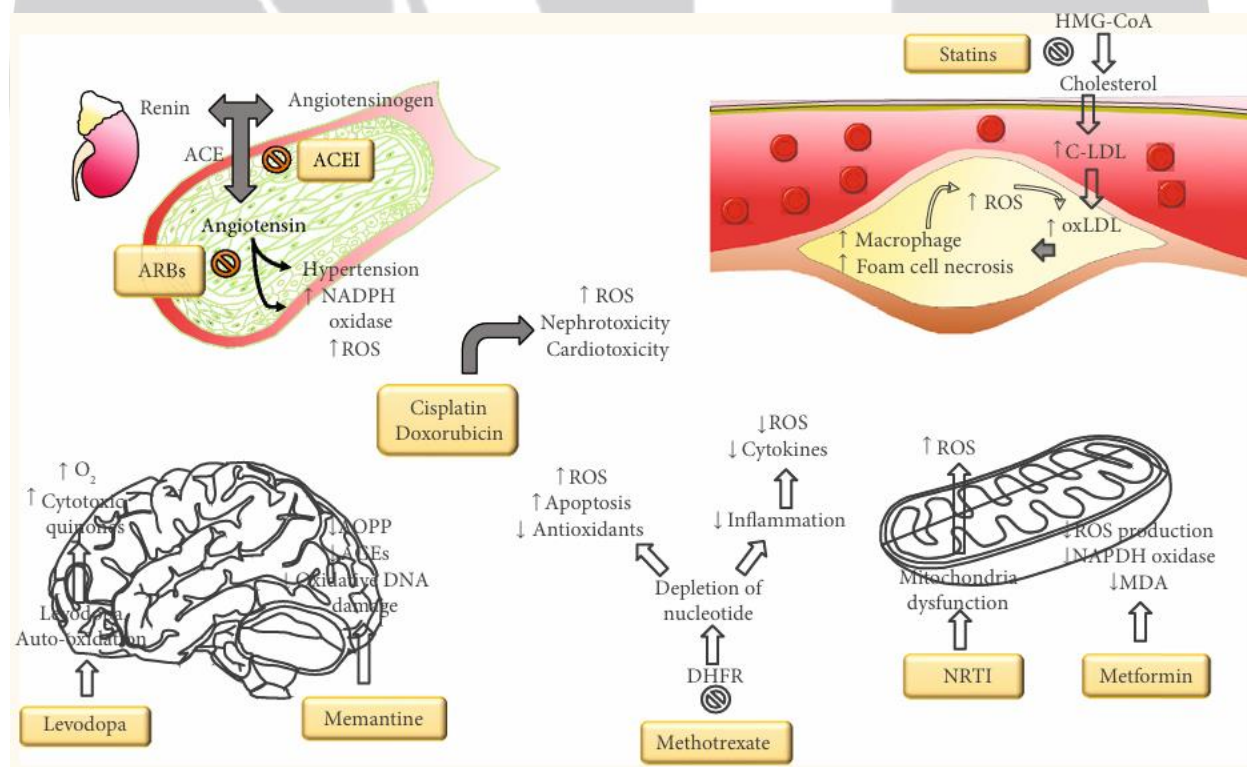 HMG-CoA
Statins
Cholesterol
↑C-LDL
↑ ROS
↑ oxLDL
↑ Macrophage
↑ Foam cell necrosis
Renin
Angiotensinogen
ACE
ACEI
Angiotensin
ARBs
Hypertension
↑ NADPH
oxidase
↑ROS
↑ ROS
Nephrotoxicity
Cardiotoxicity
Cisplatin
Doxorubicin
↑ O₂
↑ Cytotoxic
quinones
Levodopa
Auto-oxidation
Levodopa
↓AOPP
↓AGEs
↓Oxidative DNA
damage
Memantine
↑ ROS
↑ Apoptosis
↓ Antioxidants
↓ROS
↓Cytokines
↓ Inflammation
Depletion of
nucleotide
DHFR
Methotrexate
↑ ROS
Mitochondria
dysfunction
NRTI
↓ROS production
↓NAPDH oxidase
↓MDA
Metformin